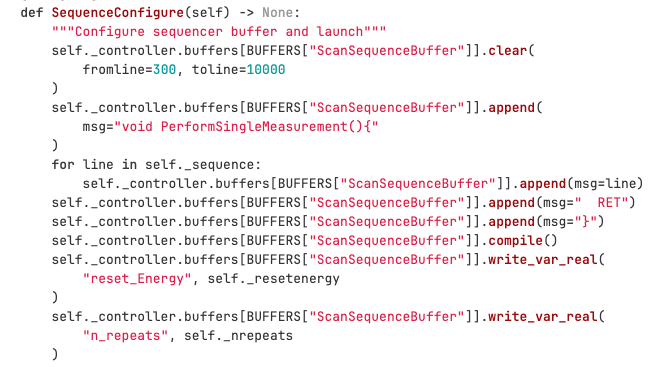 def SequenceConfigure(self) -> None:
    """Configure sequencer buffer and launch"""
    self._controller.buffers[BUFFERS["ScanSequenceBuffer"]].clear(
        fromline=300, toline=10000
    )
    self._controller.buffers[BUFFERS["ScanSequenceBuffer"]].append(
        msg="void PerformSingleMeasurement(){"
    )
    for line in self._sequence:
        self._controller.buffers[BUFFERS["ScanSequenceBuffer"]].append(msg=line)
    self._controller.buffers[BUFFERS["ScanSequenceBuffer"]].append(msg="  RET")
    self._controller.buffers[BUFFERS["ScanSequenceBuffer"]].append(msg="}")
    self._controller.buffers[BUFFERS["ScanSequenceBuffer"]].compile()
    self._controller.buffers[BUFFERS["ScanSequenceBuffer"]].write_var_real(
        "reset_Energy", self._resetenergy
    )
    self._controller.buffers[BUFFERS["ScanSequenceBuffer"]].write_var_real(
        "n_repeats", self._nrepeats
    )